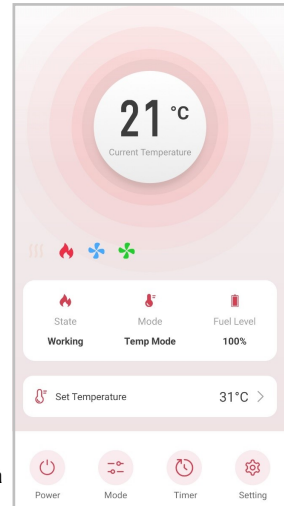 21 °C
Current Temperature
State Mode Fuel Level
Working Temp Mode 100%
Set Temperature 31°C >
Power Mode Timer Setting